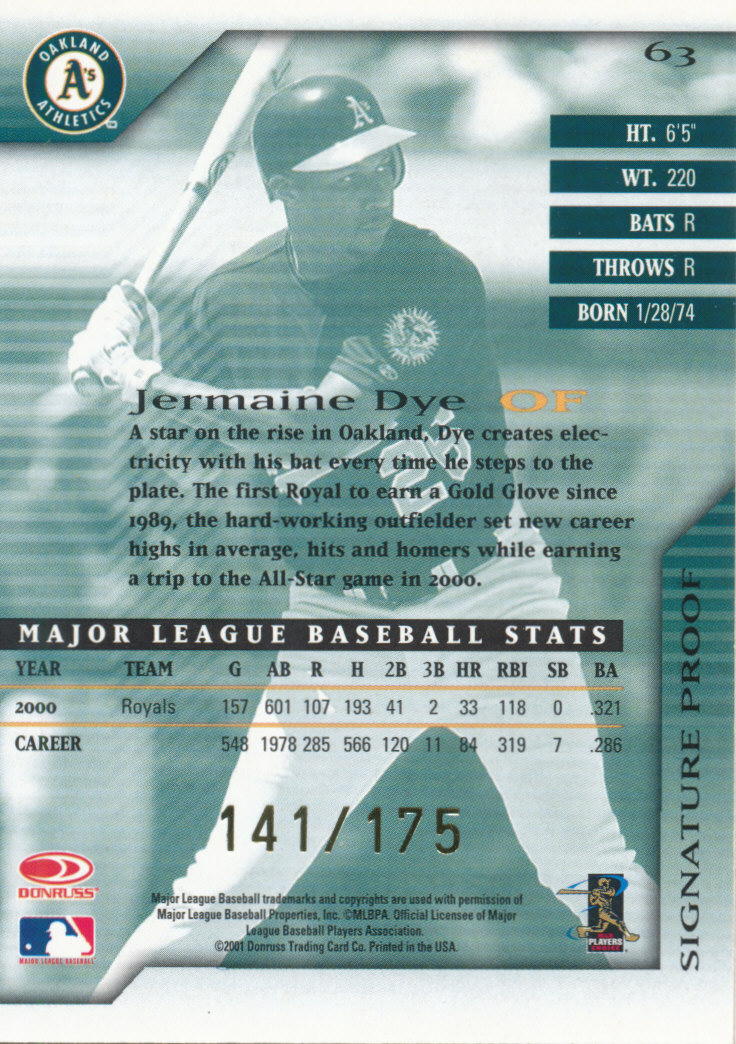 OAKLAND
A's
ATHLETICS
63
A's
HT. 6'5"
WT. 220
BATS R
THROWS R
BORN 1/28/74
Jermaine Dye OF
A star on the rise in Oakland, Dye creates elec-
tricity with his bat every time he steps to the
plate. The first Royal to earn a Gold Glove since
1989, the hard-working outfielder set new career
highs in average, hits and homers while earning
a trip to the All-Star game in 2000.
MAJOR LEAGUE BASEBALL STATS
YEAR TEAM G AB R H 2B 3B HR RBI SB BA
2000 Royals 157 601 107 193 41 2 33 118 0 .321
CAREER 548 1978 285 566 120 11 84 319 7 .286
SIGNATURE PROOF
141/175
DONRUSS
MAJOR LEAGUE BASEBALL
Major League Baseball trademarks and copyrights are used with permission of
Major League Baseball Properties, Inc. ©MLBPA. Official Licensee of Major
League Baseball Players Association.
©2001 Donruss Trading Card Co. Printed in the USA.
PLAYERS
CHOICE